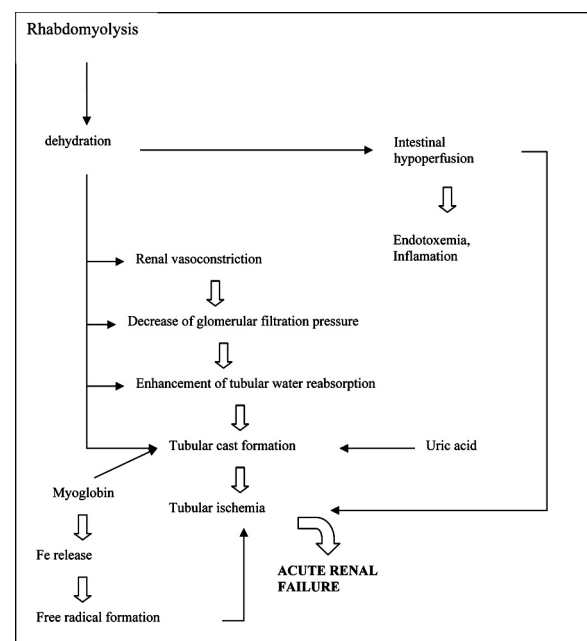 Rhabdomyolysis
dehydration
Intestinal
hypoperfusion
Endotoxemia,
Inflamation
Renal vasoconstriction
Decrease of glomerular filtration pressure
Enhancement of tubular water reabsorption
Tubular cast formation
Uric acid
Myoglobin
Tubular ischemia
Fe release
ACUTE RENAL
FAILURE
Free radical formation